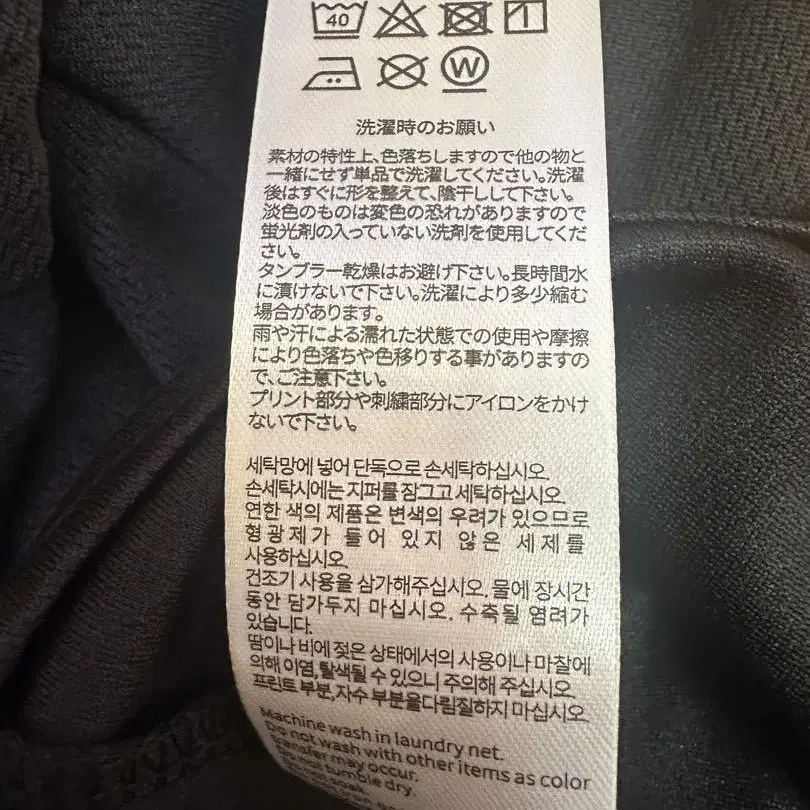 40
W
洗濯時のお願い
素材の特性上、色落ちしますので他の物と
一緒にせず単品で洗濯してください。洗濯
後はすぐに形を整えて、陰干しして下さい。
淡色のものは変色の恐れがありますので
蛍光剤の入っていない洗剤を使用してくだ
さい。
タンブラー乾燥はお避け下さい。長時間水
に漬けないで下さい。洗濯により多少縮む
場合があります。
雨や汗による濡れた状態での使用や摩擦
により色落ちや色移りする事がありますの
で、ご注意下さい。
プリント部分や刺繍部分にアイロンをかけ
ないで下さい。
세탁망에 넣어 단독으로 손세탁하십시오.
손세탁시에는 지퍼를 잠그고 세탁하십시오.
연한 색의 제품은 변색의 우려가 있으므로
형광제가 들어 있지 않은 세제를
사용하십시오.
건조기 사용을 삼가해주십시오. 물에 장시간
동안 담가두지 마십시오. 수축될 염려가
있습니다.
땀이나 비에 젖은 상태에서의 사용이나 마찰에
의해 이염,탈색될 수 있으니 주의해 주십시오.
프린트 부분,자수 부분을다림질하지 마십시오.
Machine wash in laundry net.
Do not wash with other items as color
transfer may occur.
not tumble dry.
soak.